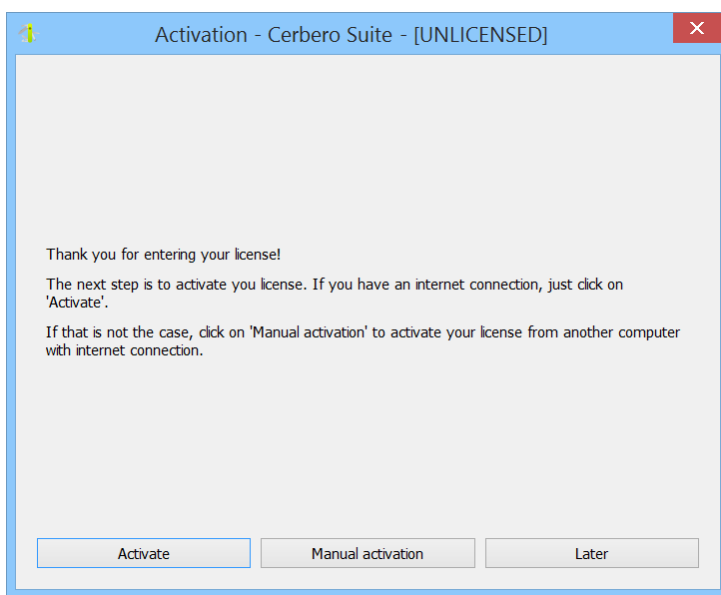 Activation - Cerbero Suite - [UNLICENSED]
Thank you for entering your license!
The next step is to activate you license. If you have an internet connection, just click on
'Activate'.
If that is not the case, click on 'Manual activation' to activate your license from another computer
with internet connection.
Activate
Manual activation
Later